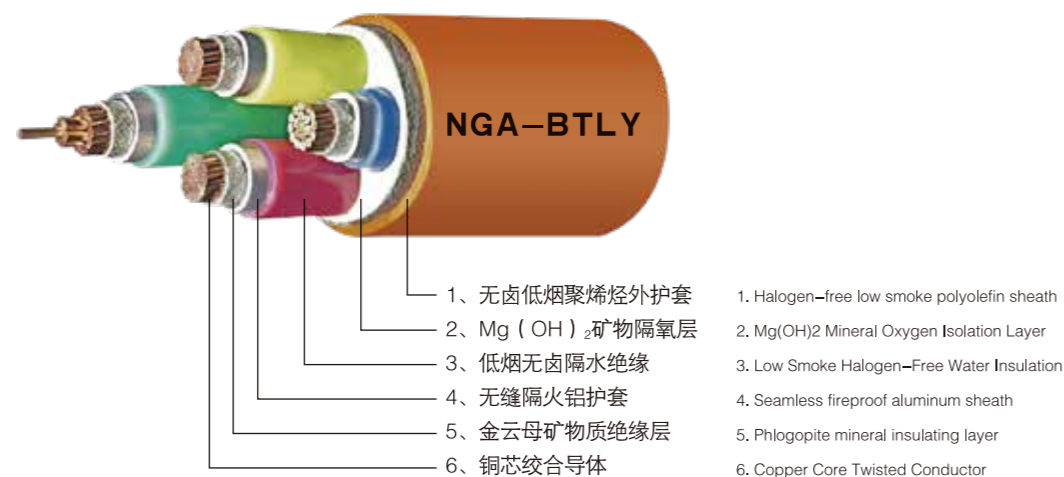 NGA–BTLY
1、无卤低烟聚烯烃外护套
2、Mg（OH）₂矿物隔氧层
3、低烟无卤隔水绝缘
4、无缝隔火铝护套
5、金云母矿物质绝缘层
6、铜芯绞合导体
1. Halogen–free low smoke polyolefin sheath
2. Mg(OH)2 Mineral Oxygen Isolation Layer
3. Low Smoke Halogen–Free Water Insulation
4. Seamless fireproof aluminum sheath
5. Phlogopite mineral insulating layer
6. Copper Core Twisted Conductor